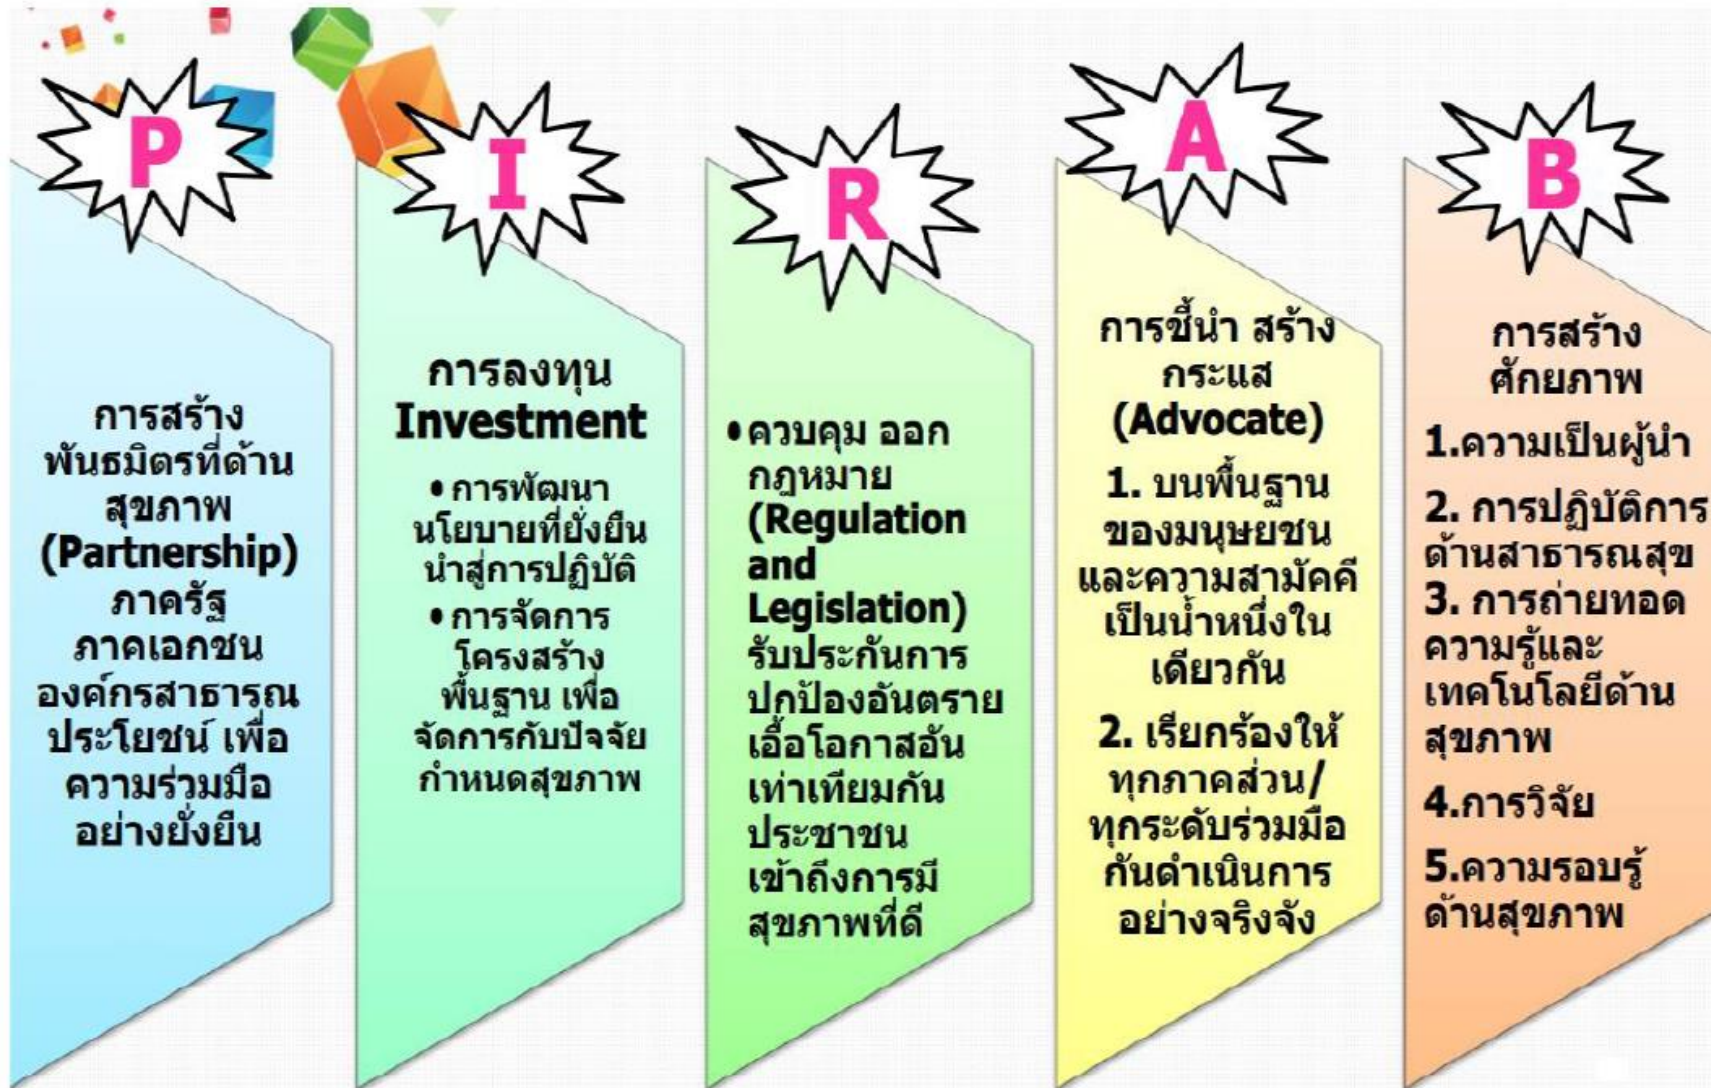 P
การสร้าง
พันธมิตรที่ด้าน
สุขภาพ
(Partnership)
ภาครัฐ
ภาคเอกชน
องค์กรสาธารณ
ประโยชน์ เพื่อ
ความร่วมมือ
อย่างยั่งยืน
I
การลงทุน
Investment
• การพัฒนา
นโยบายที่ยั่งยืน
นำสู่การปฏิบัติ
• การจัดการ
โครงสร้าง
พื้นฐาน เพื่อ
จัดการกับปัจจัย
กำหนดสุขภาพ
R
• ควบคุม ออก
กฎหมาย
(Regulation
and
Legislation)
รับประกันการ
ปกป้องอันตราย
เอื้อโอกาสอัน
เท่าเทียมกัน
ประชาชน
เข้าถึงการมี
สุขภาพที่ดี
A
การชี้นำ สร้าง
กระแส
(Advocate)
1. บนพื้นฐาน
ของมนุษยชน
และความสามัคคี
เป็นน้ำหนึ่งใน
เดียวกัน
2. เรียกร้องให้
ทุกภาคส่วน/
ทุกระดับร่วมมือ
กันดำเนินการ
อย่างจริงจัง
B
การสร้าง
ศักยภาพ
1.ความเป็นผู้นำ
2. การปฏิบัติการ
ด้านสาธารณสุข
3. การถ่ายทอด
ความรู้และ
เทคโนโลยีด้าน
สุขภาพ
4.การวิจัย
5.ความรอบรู้
ด้านสุขภาพ